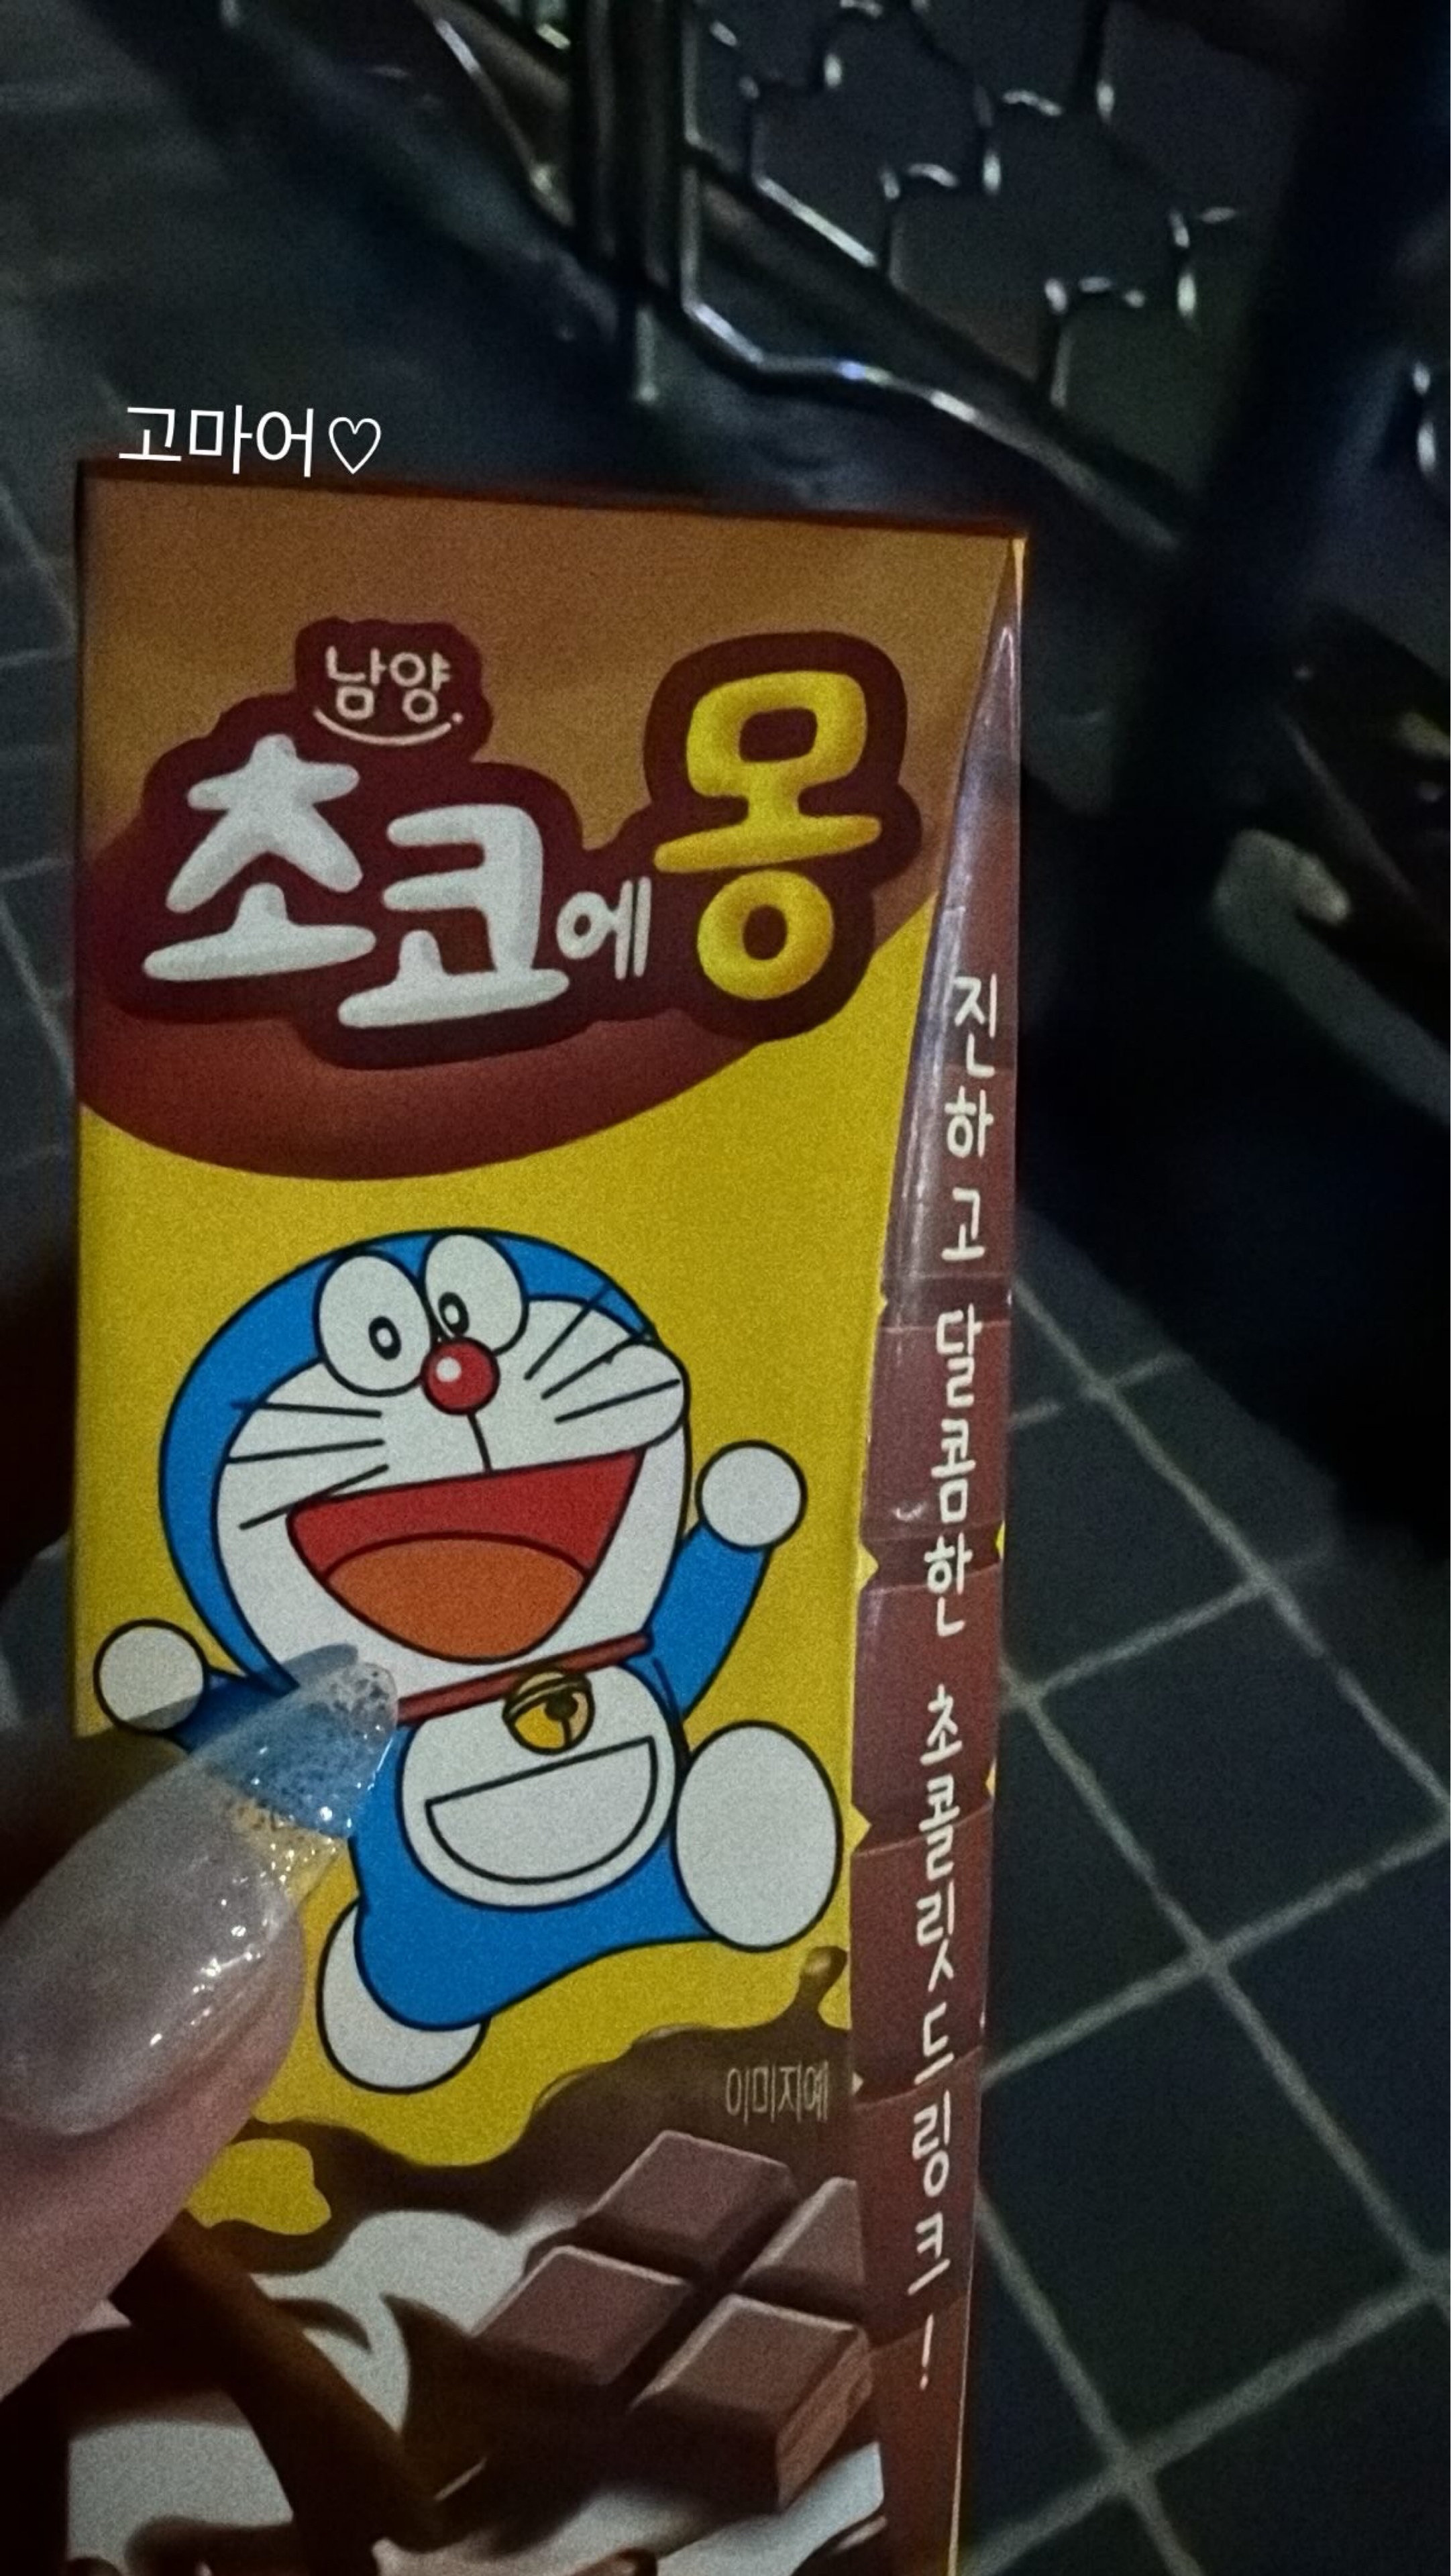 고마어♡
남양
초코에몽
진하고 달콤한 초콜릿드링크!
이미지예